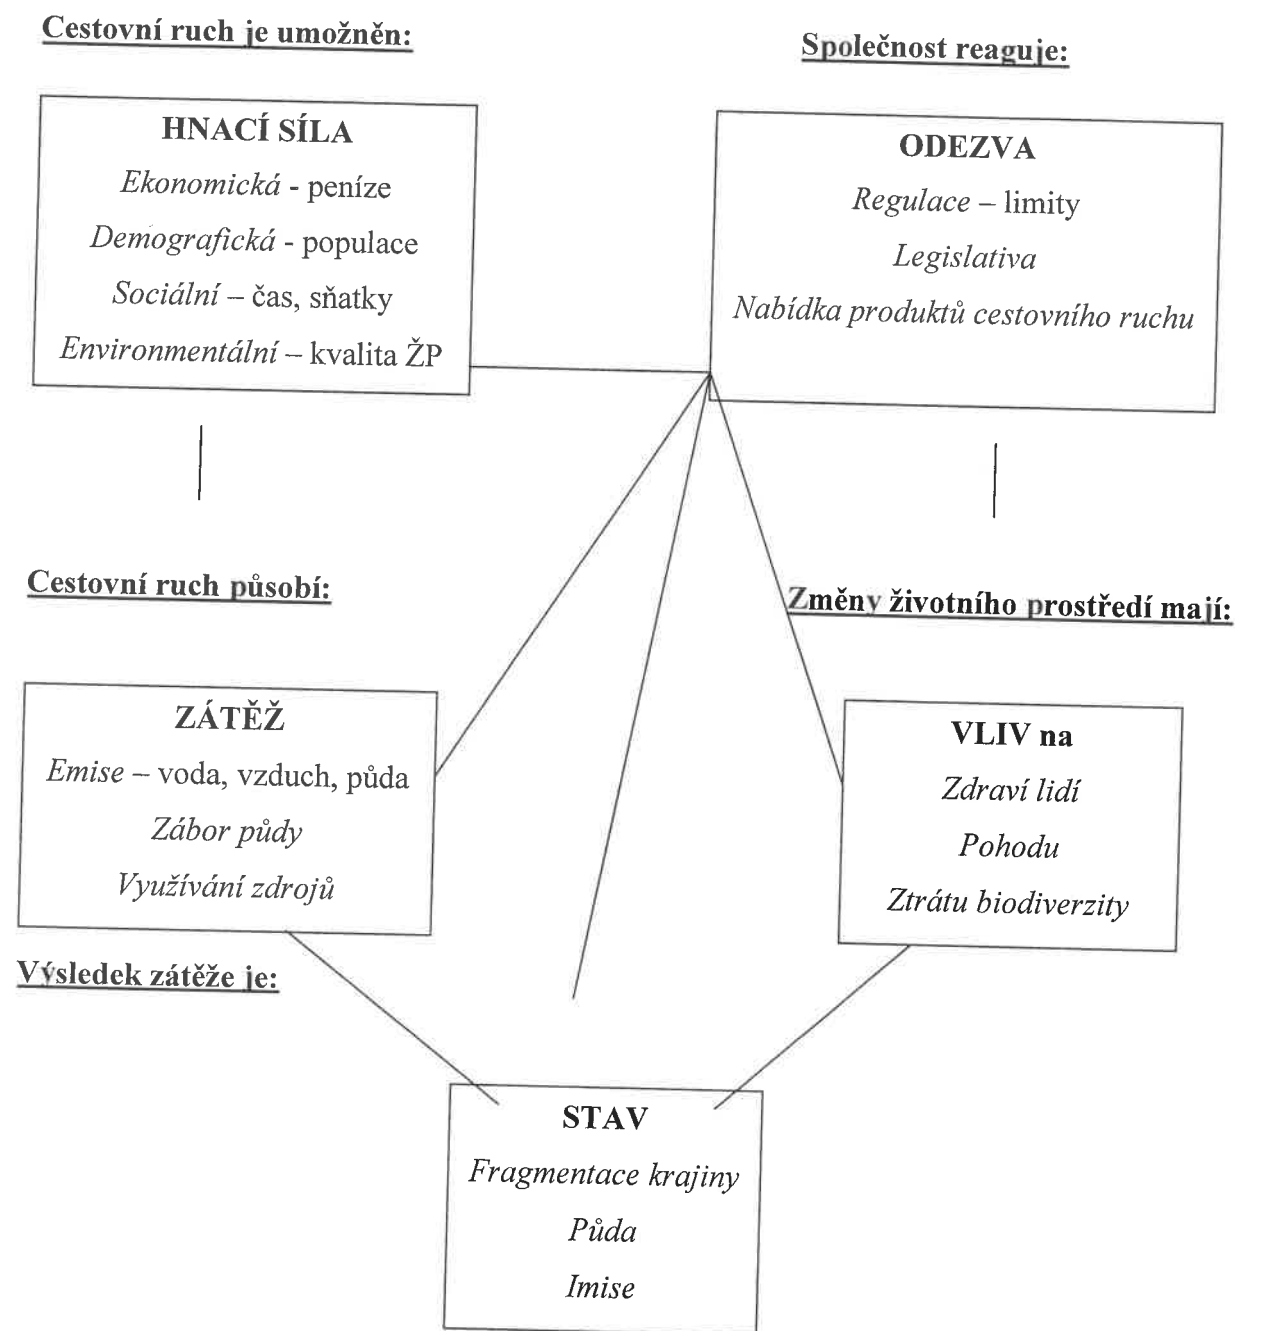 Cestovní ruch je umožněn:
HNACÍ SÍLA
Ekonomická - peníze
Demografická - populace
Sociální – čas, sňatky
Environmentální – kvalita ŽP
Společnost reaguje:
ODEZVA
Regulace – limity
Legislativa
Nabídka produktů cestovního ruchu
Cestovní ruch působí:
ZÁTĚŽ
Emise – voda, vzduch, půda
Zábor půdy
Využívání zdrojů
Změny životního prostředí mají:
VLIV na
Zdraví lidí
Pohodu
Ztrátu biodiverzity
Výsledek zátěže je:
STAV
Fragmentace krajiny
Půda
Imise